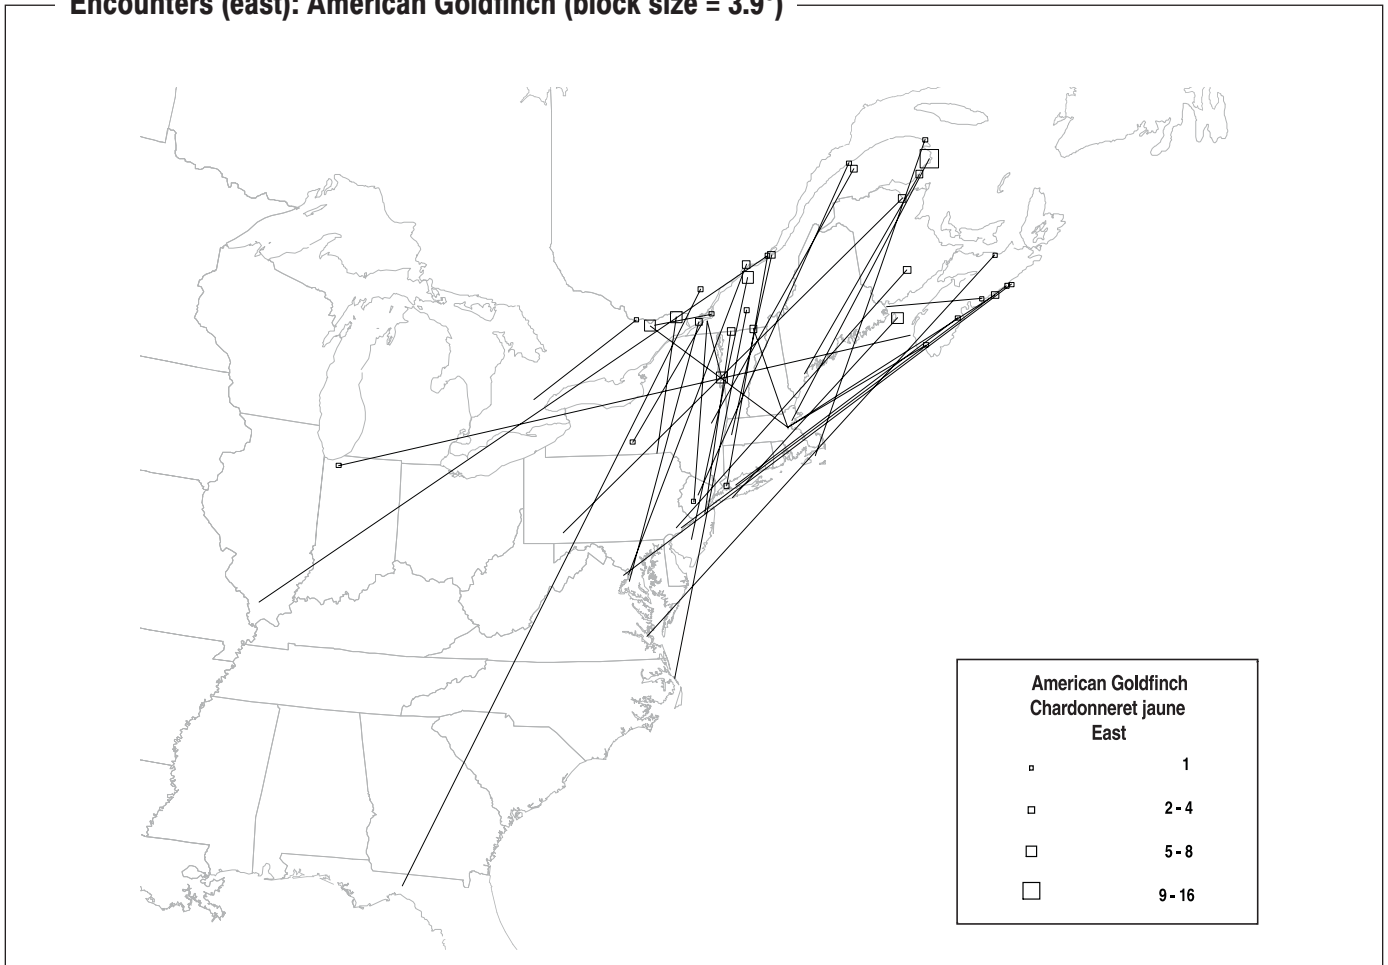 Encounters (east): American Goldfinch (block size = 3.9°)
American Goldfinch
Chardonneret jaune
East
1
2 - 4
5 - 8
9 - 16